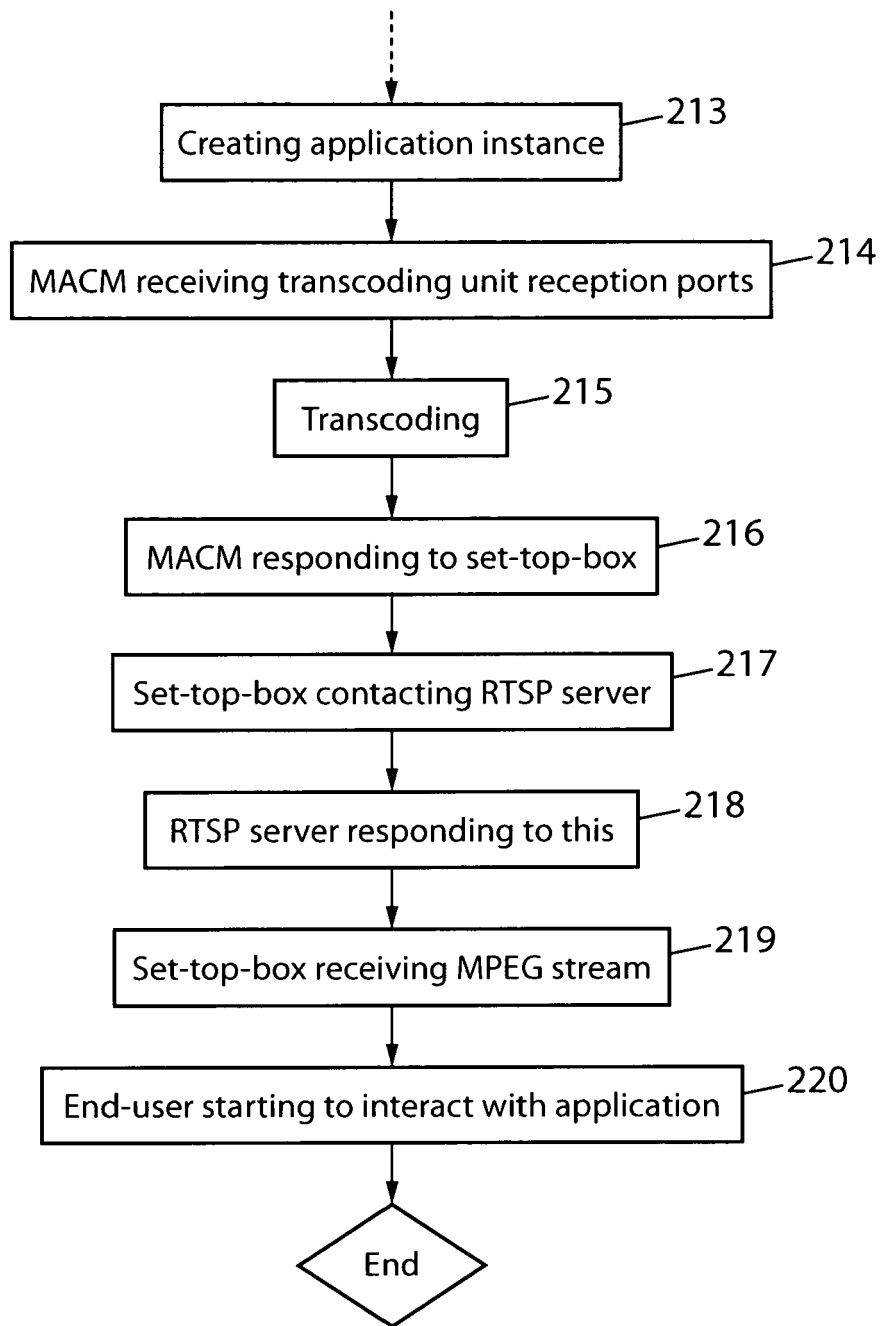 Creating application instance
213
MACM receiving transcoding unit reception ports
214
Transcoding
215
MACM responding to set-top-box
216
Set-top-box contacting RTSP server
217
RTSP server responding to this
218
Set-top-box receiving MPEG stream
219
End-user starting to interact with application
220
End